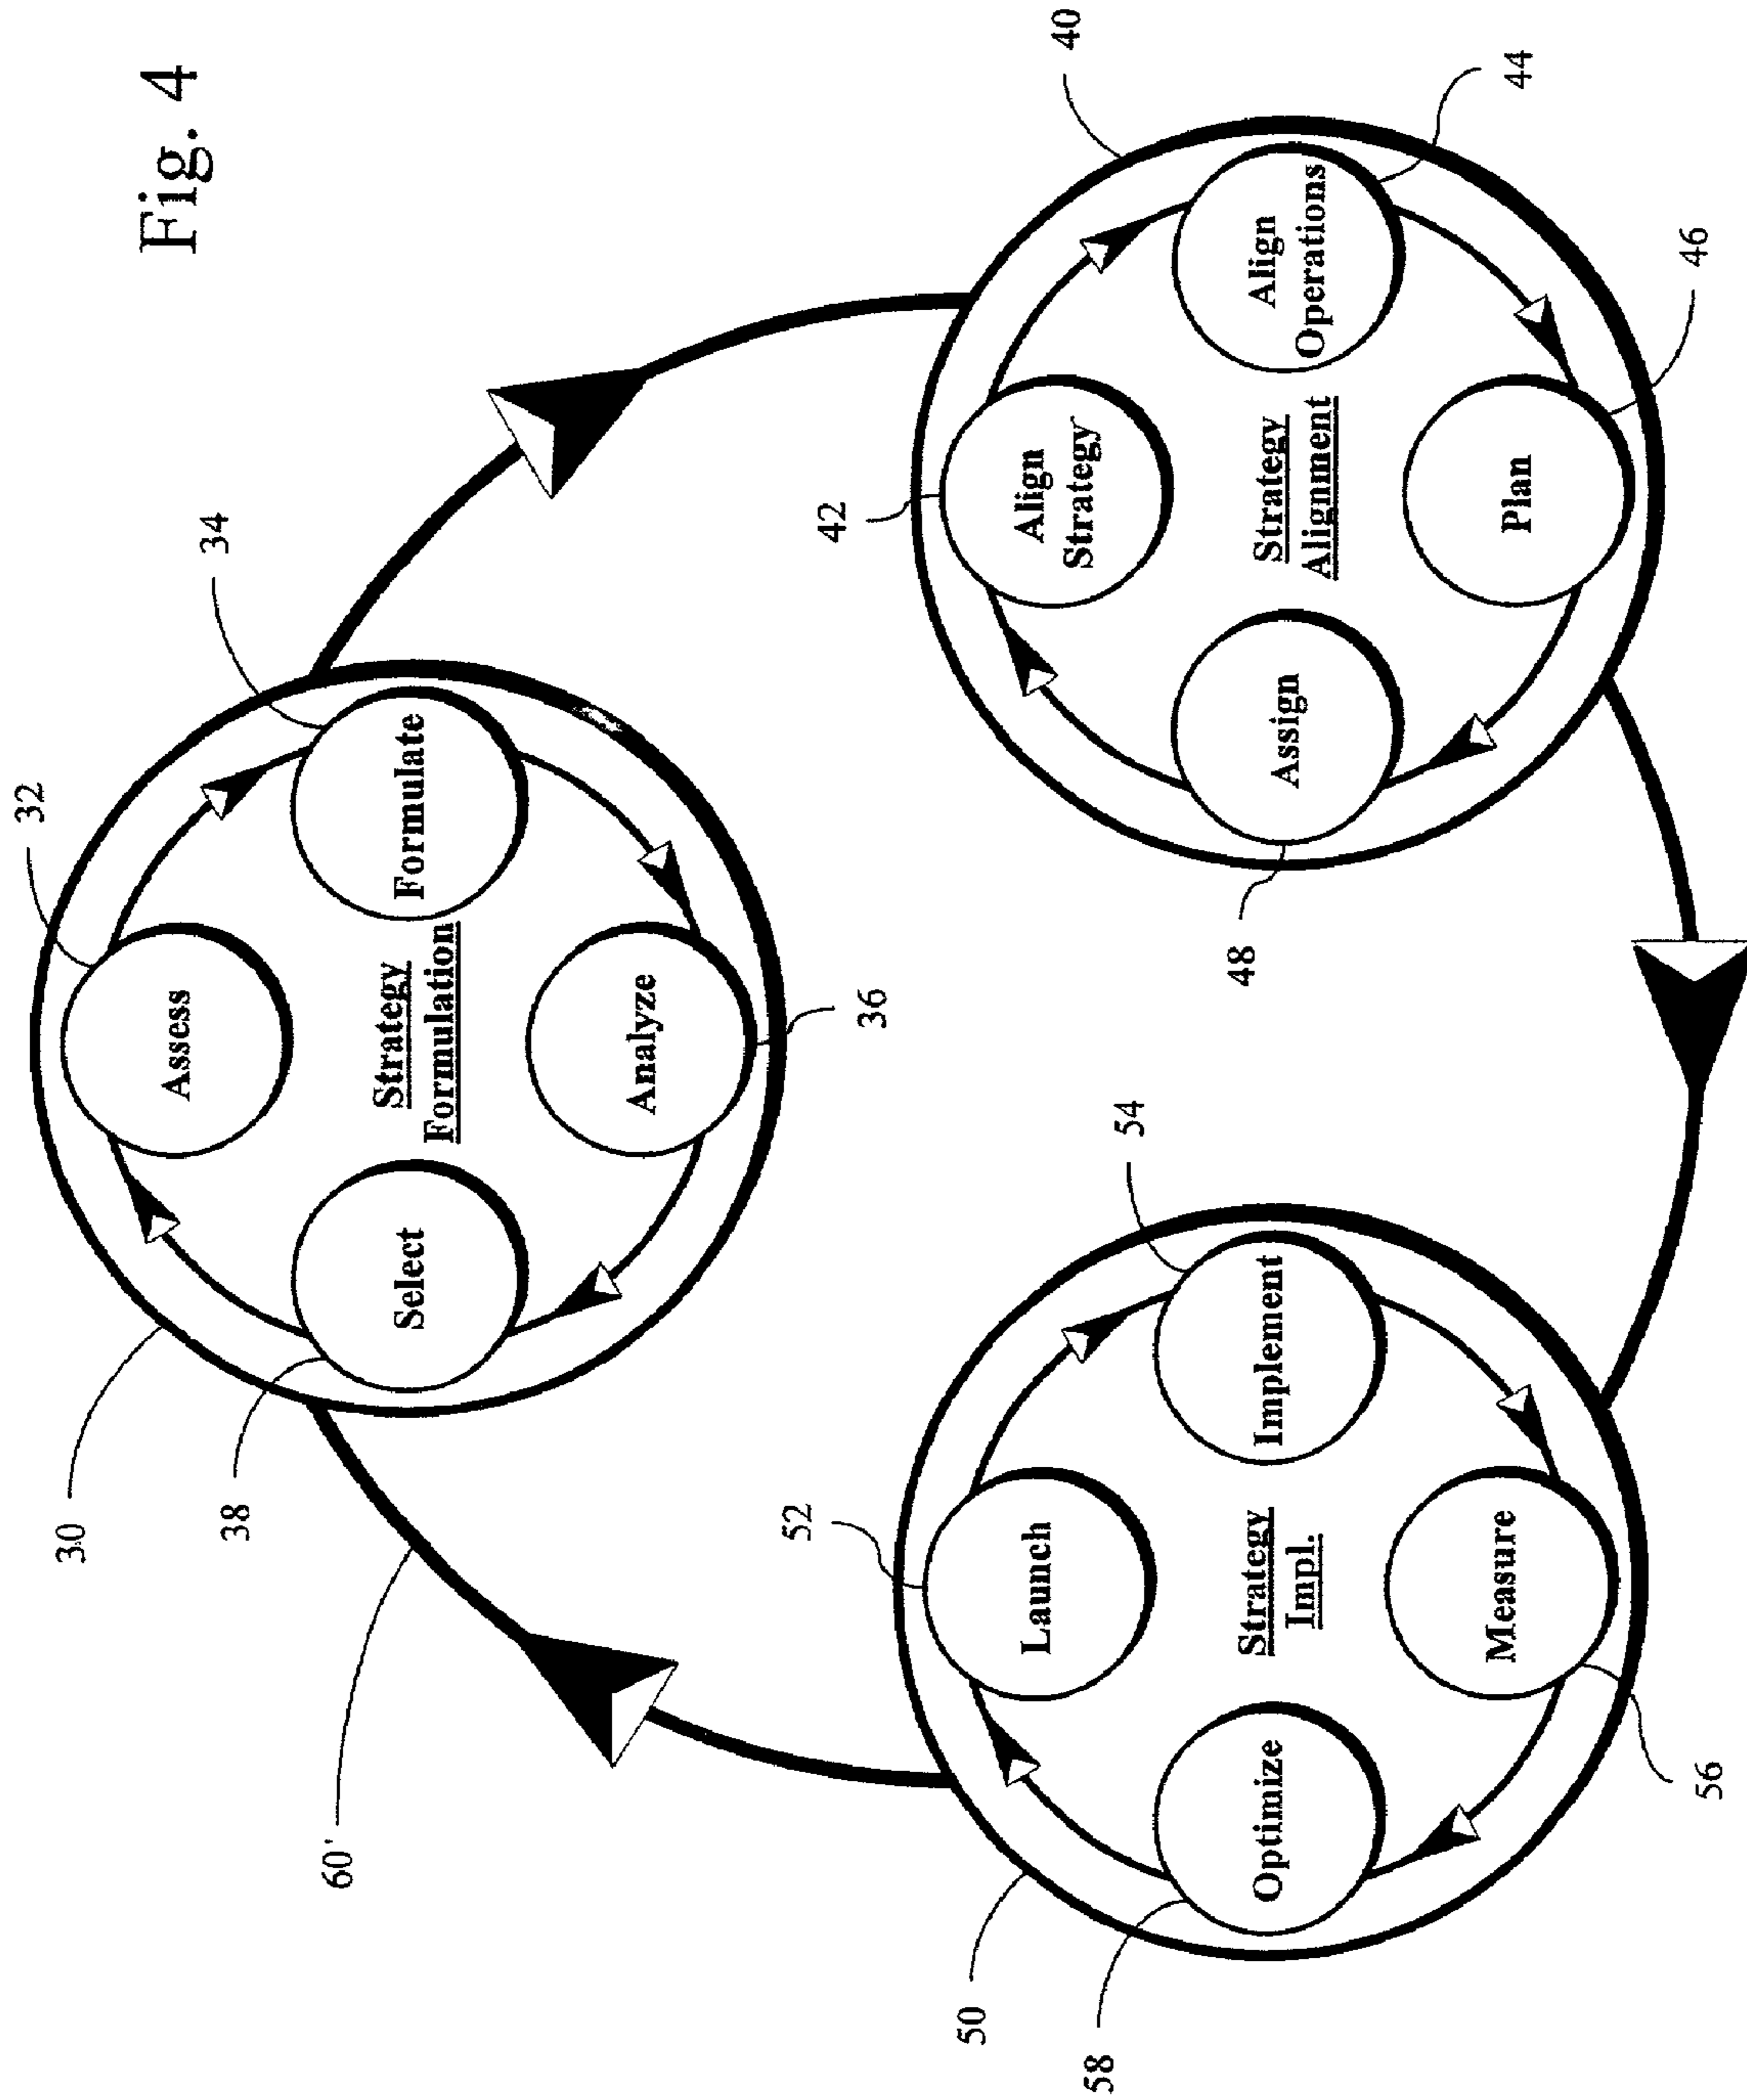 Fig. 4
30
32
34
Assess
Formulate
Strategy
Formulation
Select
Analyze
38
36
60'
40
42
Align
Strategy
Align
Operations
44
Strategy
Alignment
Assign
Plan
48
46
50
52
54
Launch
Implement
Strategy
Impl.
Optimize
Measure
58
56